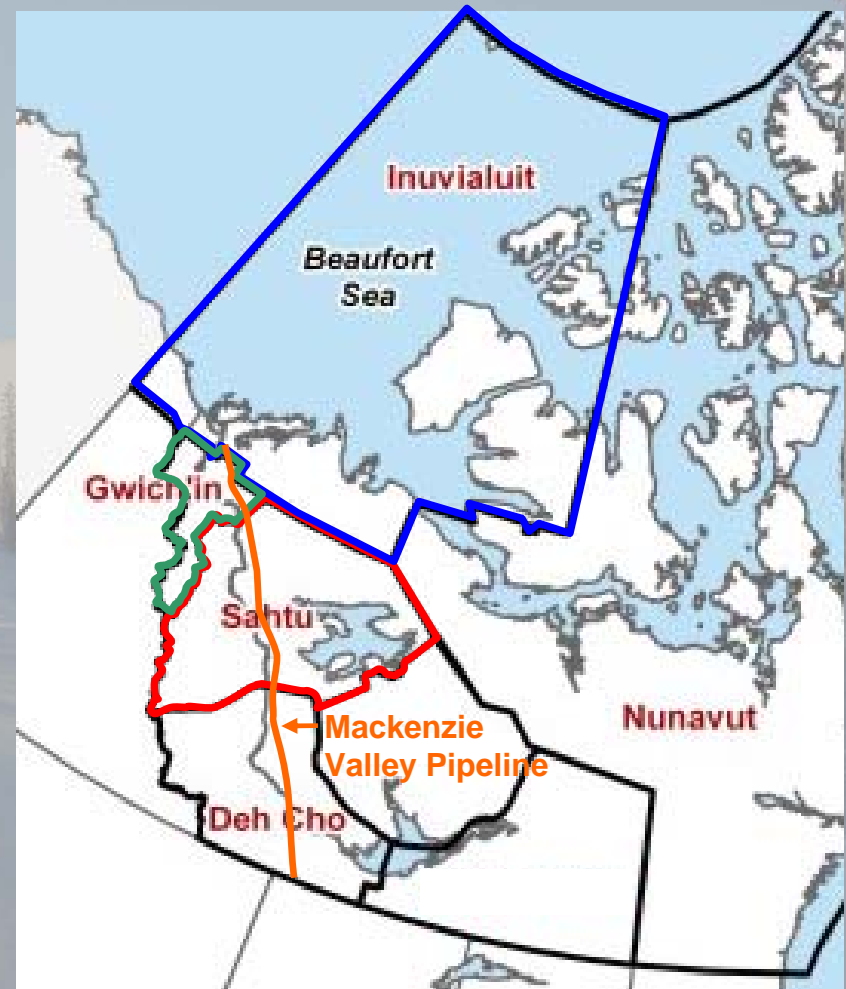 Inuvialuit
Beaufort
Sea
Gwich'in
Sahtu
Nunavut
Mackenzie
Valley Pipeline
Deh Cho